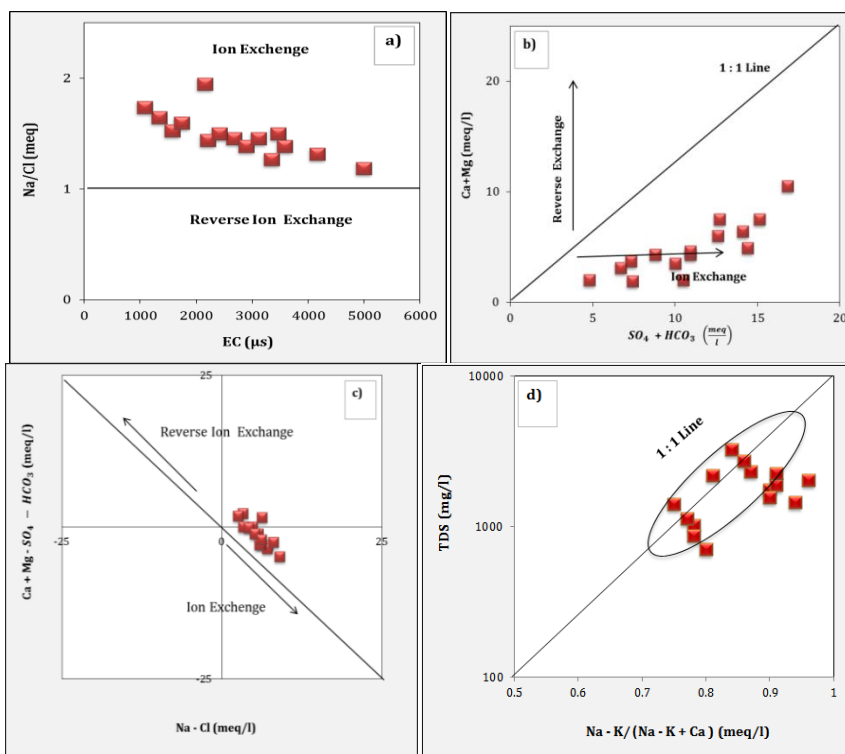 a)
Ion Exchenge
Na/Cl (meq)
2
1
0
Reverse Ion Exchange
0 1000 2000 3000 4000 5000 6000
EC (µs)
b)
1 : 1 Line
Ca+Mg (meq/l)
20
10
0
Reverse Exchange
Ion Exchange
0 5 10 15 20
SO₄ + HCO₃ (meq/l)
c)
25
Reverse Ion Exchange
Ca + Mg - SO₄ - HCO₃ (meq/l)
-25 0 25
Ion Exchenge
-25
Na - Cl (meq/l)
d)
10000
1 : 1 Line
TDS (mg/l)
1000
100
0.5 0.6 0.7 0.8 0.9 1
Na - K/(Na - K + Ca ) (meq/l)